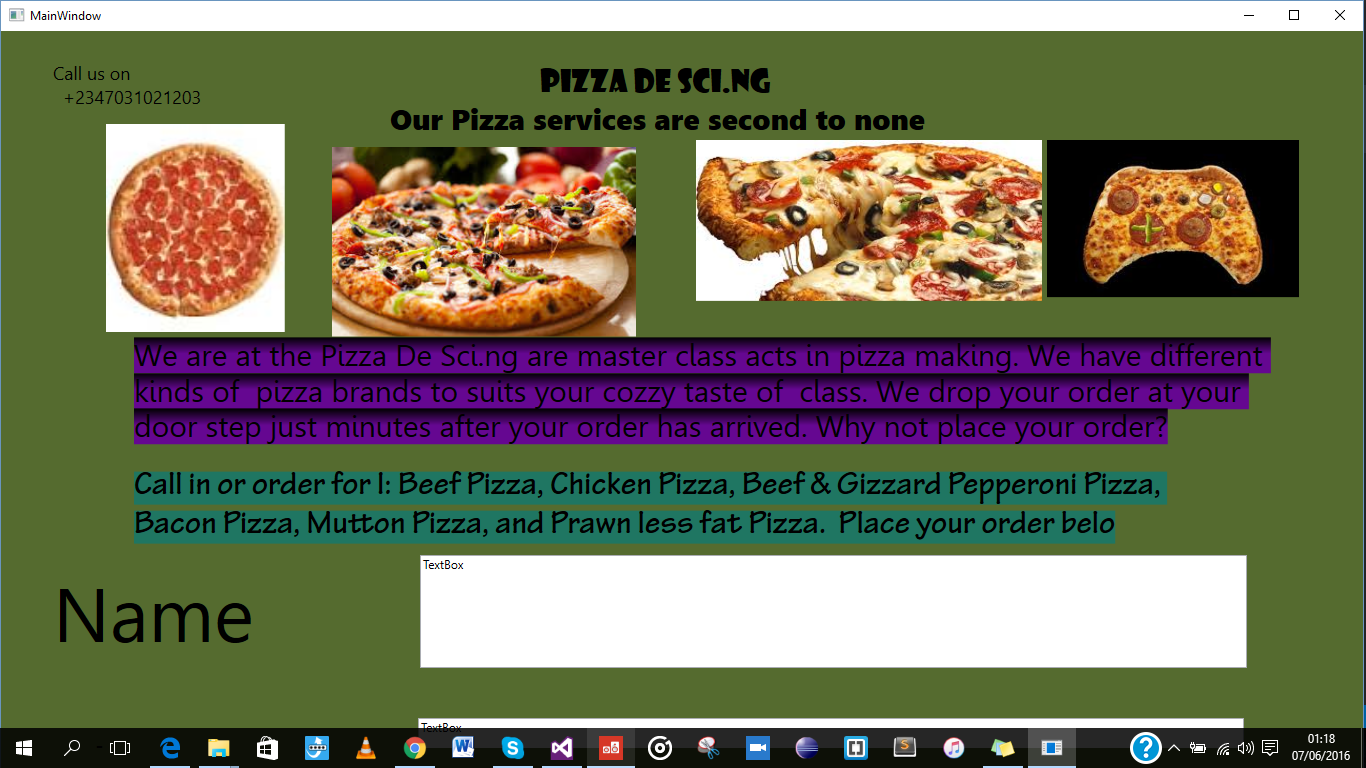 MainWindow
Call us on
+2347031021203
PIZZA DE SCI.NG
Our Pizza services are second to none
We are at the Pizza De Sci.ng are master class acts in pizza making. We have different
kinds of  pizza brands to suits your cozzy taste of  class. We drop your order at your
door step just minutes after your order has arrived. Why not place your order?
Call in or order for I: Beef Pizza, Chicken Pizza, Beef & Gizzard Pepperoni Pizza,
Bacon Pizza, Mutton Pizza, and Prawn less fat Pizza.  Place your order belo
TextBox
Name
TextBox
01:18
07/06/2016